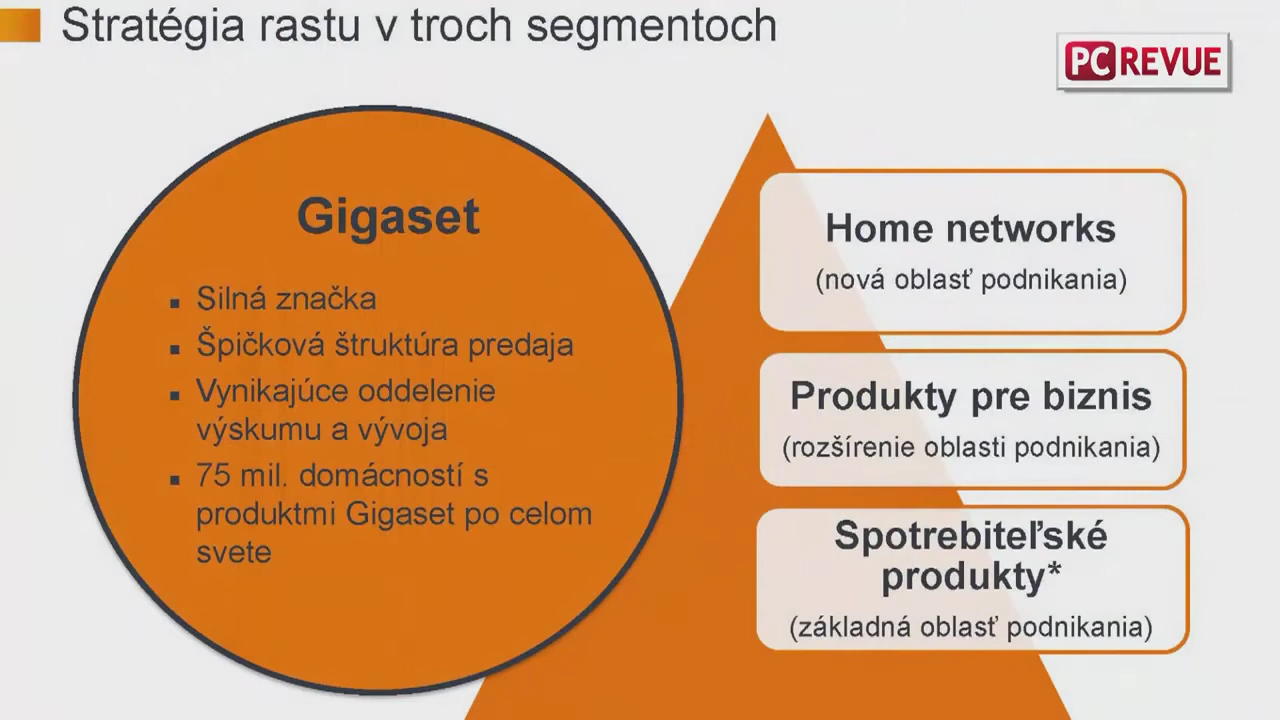 Stratégia rastu v troch segmentoch
PC REVUE
Gigaset
Silná značka
Špičková štruktúra predaja
Vynikajúce oddelenie
výskumu a vývoja
75 mil. domácností s
produktmi Gigaset po celom
svete
Home networks
(nová oblasť podnikania)
Produkty pre biznis
(rozšírenie oblasti podnikania)
Spotrebiteľské
produkty*
(základná oblasť podnikania)